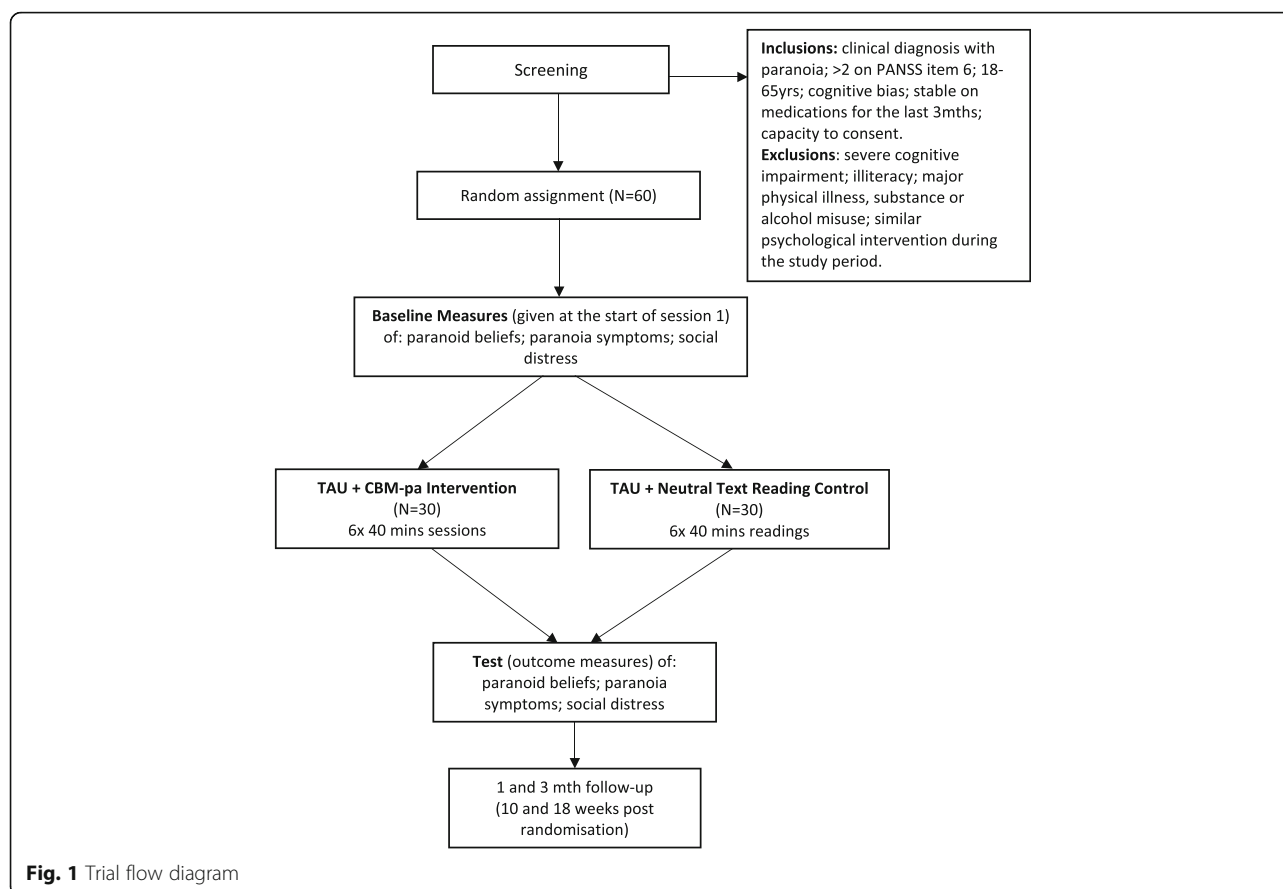 Screening
Inclusions: clinical diagnosis with
paranoia; >2 on PANSS item 6; 18-
65yrs; cognitive bias; stable on
medications for the last 3mths;
capacity to consent.
Exclusions: severe cognitive
impairment; illiteracy; major
physical illness, substance or
alcohol misuse; similar
psychological intervention during
the study period.
Random assignment (N=60)
Baseline Measures (given at the start of session 1)
of: paranoid beliefs; paranoia symptoms; social
distress
TAU + CBM-pa Intervention
(N=30)
6x 40 mins sessions
TAU + Neutral Text Reading Control
(N=30)
6x 40 mins readings
Test (outcome measures) of:
paranoid beliefs; paranoia
symptoms; social distress
1 and 3 mth follow-up
(10 and 18 weeks post
randomisation)
Fig. 1 Trial flow diagram